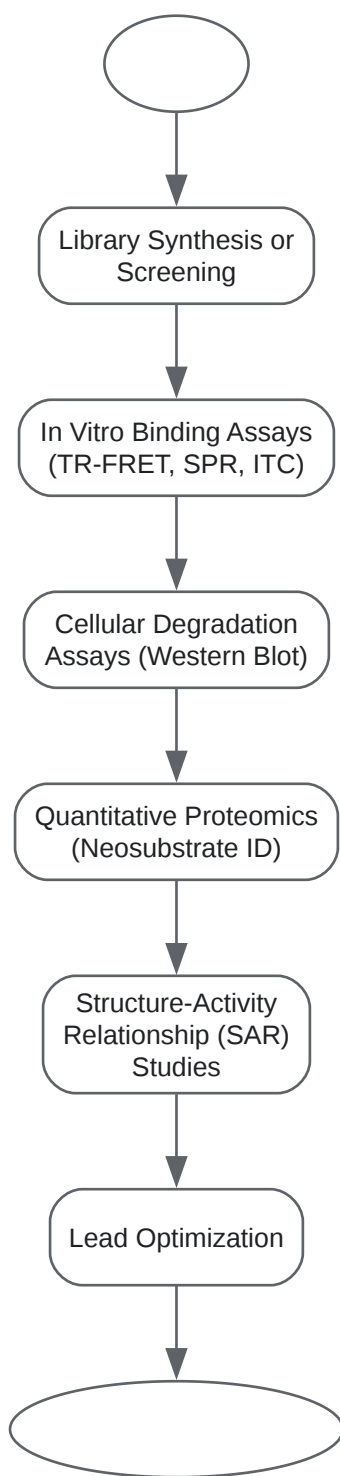 Library Synthesis or
Screening
In Vitro Binding Assays
(TR-FRET, SPR, ITC)
Cellular Degradation
Assays (Western Blot)
Quantitative Proteomics
(Neosubstrate ID)
Structure-Activity
Relationship (SAR)
Studies
Lead Optimization